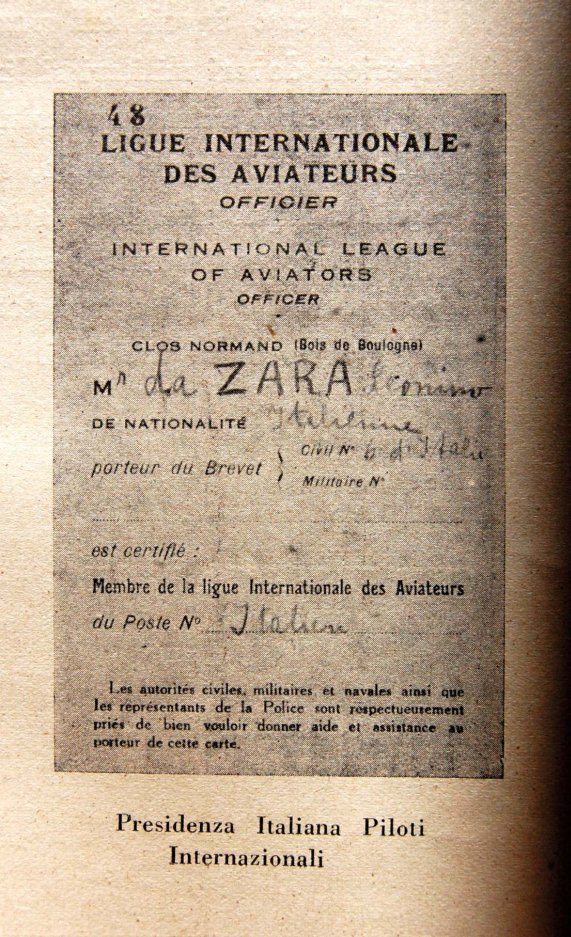 48
LIGUE INTERNATIONALE
DES AVIATEURS
OFFICIER
INTERNATIONAL LEAGUE
OF AVIATORS
OFFICER
CLOS NORMAND (Bois de Boulogne)
Mr da ZARA Leonino
DE NATIONALITÉ Italienne
Civil No 6 d'Italie
porteur du Brevet
Militaire No
est certifié :
Membre de la ligue Internationale des Aviateurs
du Poste No Italien
Les autorités civiles, militaires et navales ainsi que
les représentants de la Police sont respectueusement
priés de bien vouloir donner aide et assistance au
porteur de cette carte.
Presidenza Italiana Piloti
Internazionali